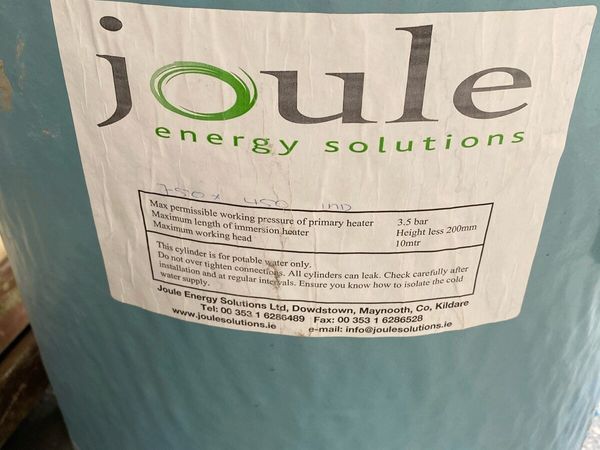 joule
energy solutions
750 x 450 IND
Max permissible working pressure of primary heater 3.5 bar
Maximum length of immersion heater Height less 200mm
Maximum working head 10mtr
This cylinder is for potable water only.
Do not over tighten connections. All cylinders can leak. Check carefully after
installation and at regular intervals. Ensure you know how to isolate the cold
water supply.
Joule Energy Solutions Ltd, Dowdstown, Maynooth, Co, Kildare
Tel: 00 353 1 6286489 Fax: 00 353 1 6286528
www.joulesolutions.ie e-mail: info@joulesolutions.ie